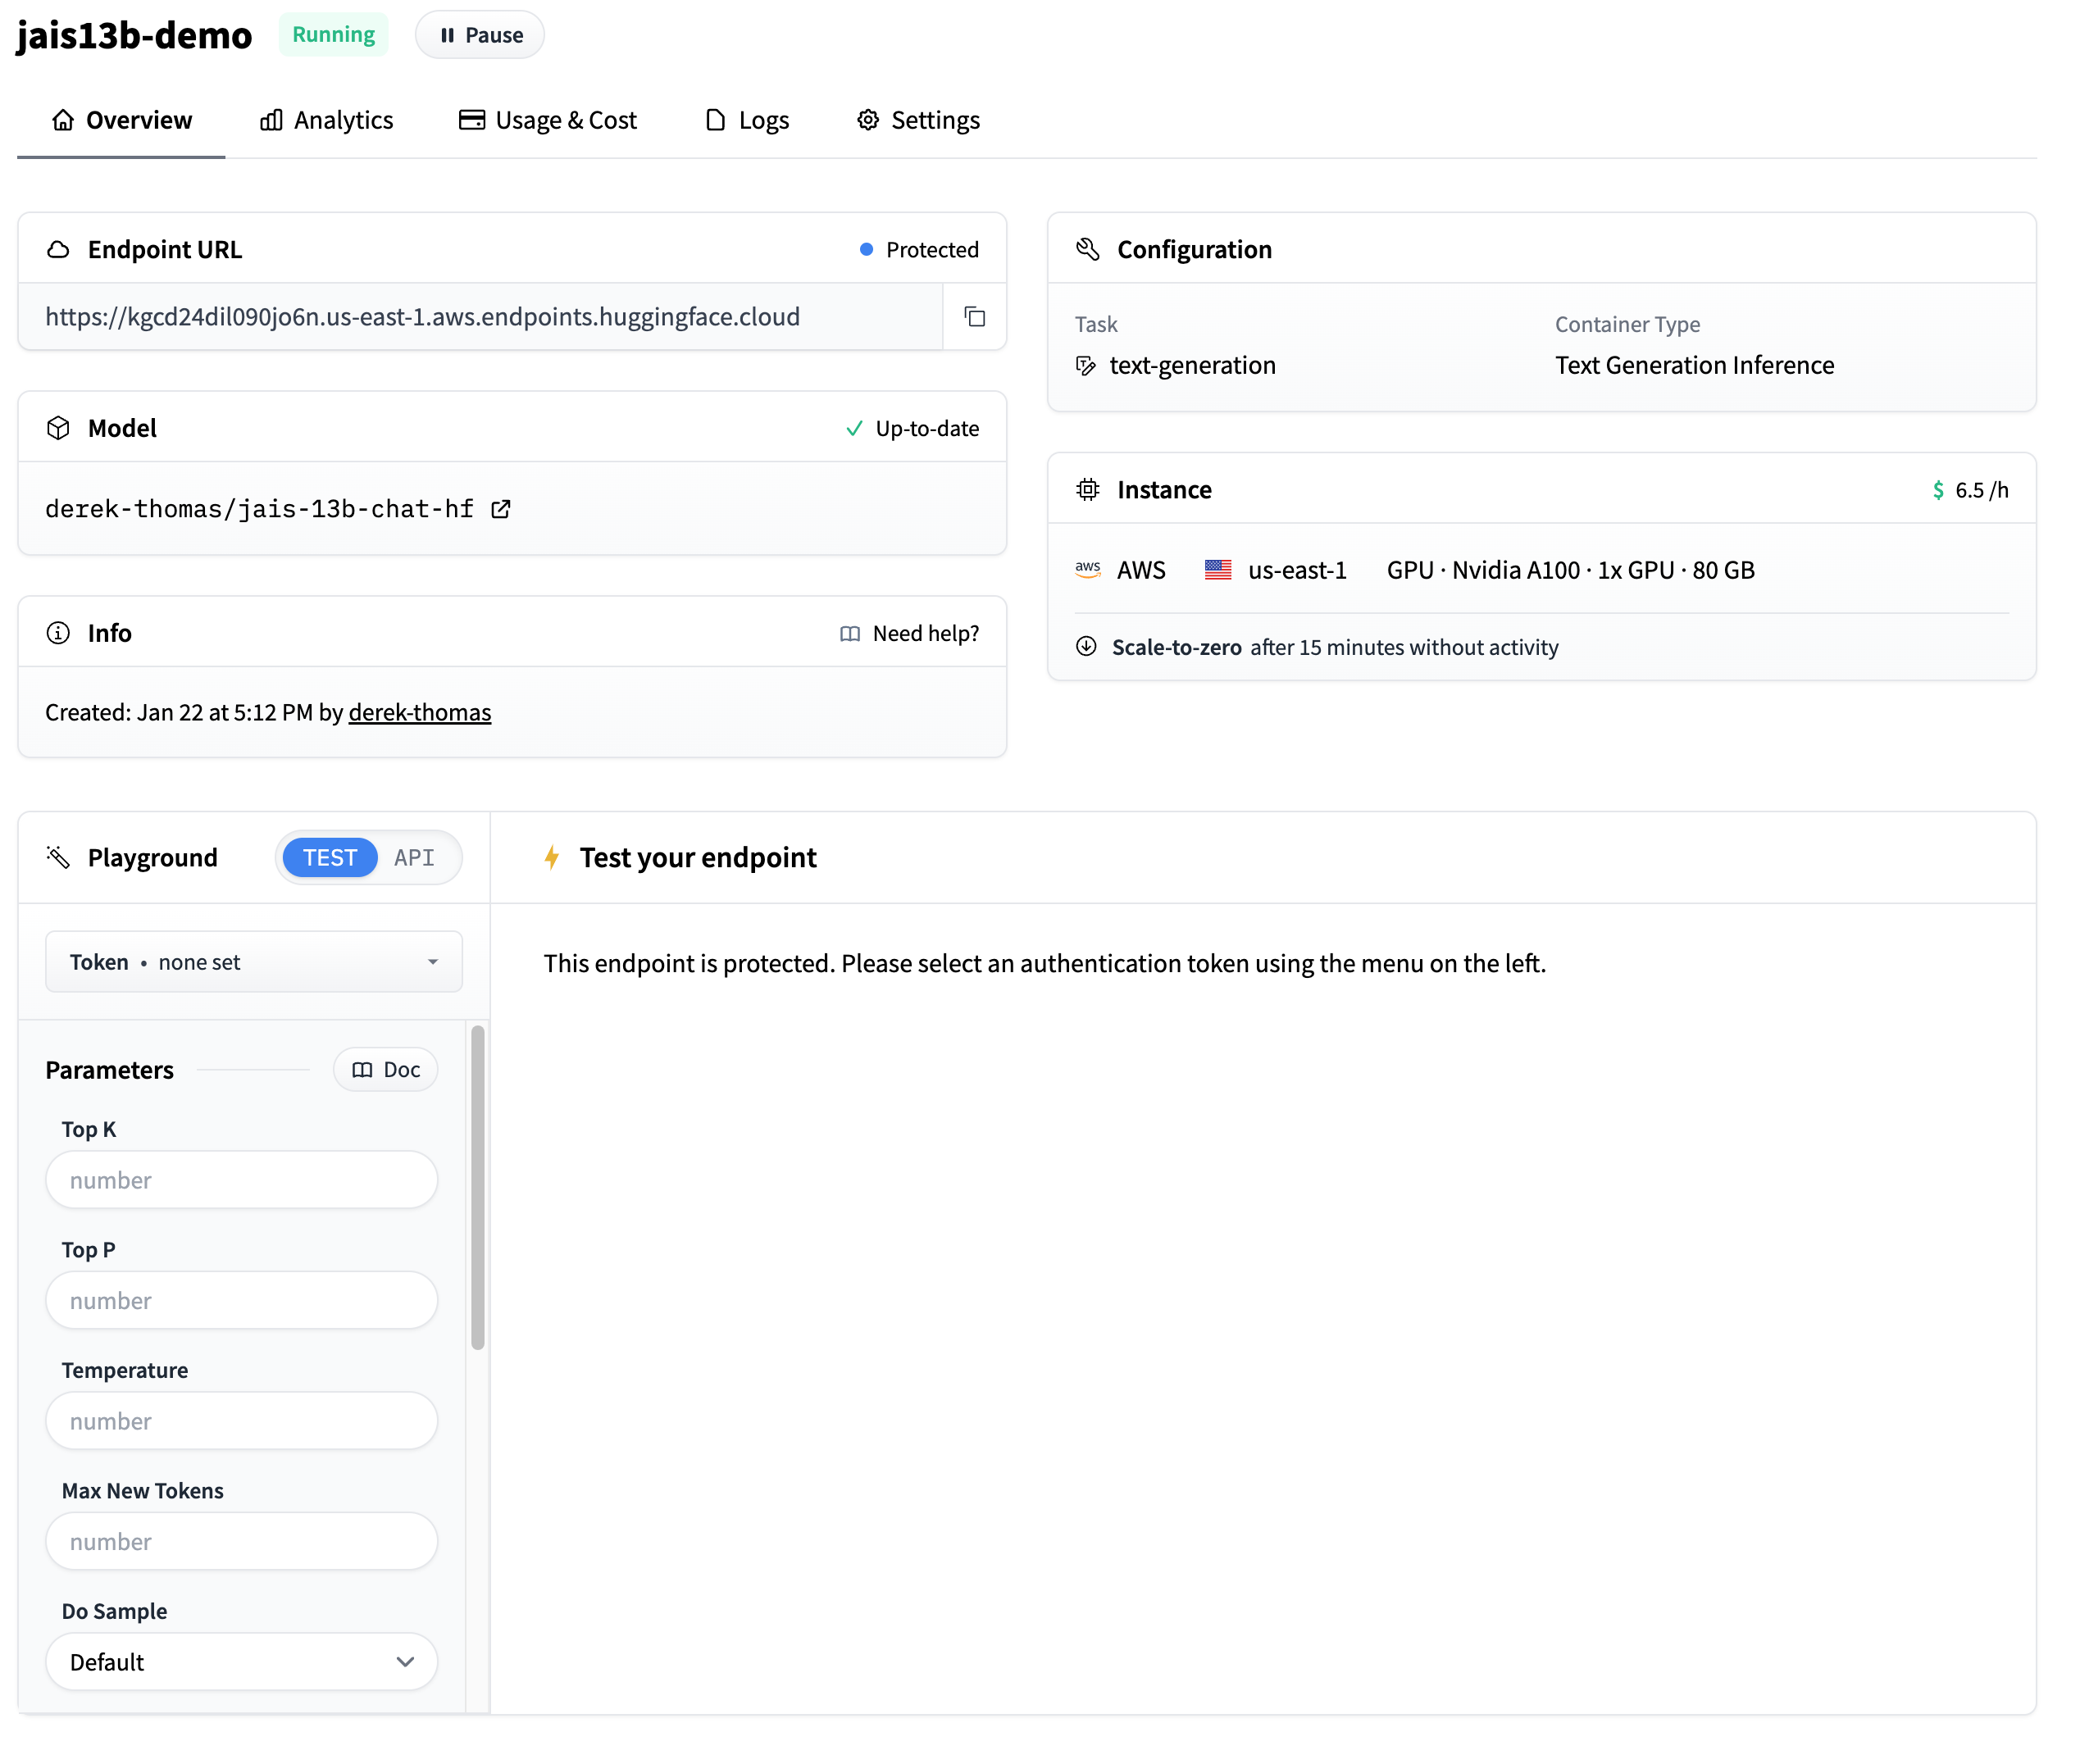 jais13b-demo Running Pause
Overview Analytics Usage & Cost Logs Settings
Endpoint URL Protected
https://kgcd24dil090jo6n.us-east-1.aws.endpoints.huggingface.cloud
Model Up-to-date
derek-thomas/jais-13b-chat-hf
Info Need help?
Created: Jan 22 at 5:12 PM by derek-thomas
Configuration
Task Container Type
text-generation Text Generation Inference
Instance $ 6.5 /h
aws AWS us-east-1 GPU · Nvidia A100 · 1x GPU · 80 GB
Scale-to-zero after 15 minutes without activity
Playground TEST API
Token • none set
Parameters Doc
Top K
number
Top P
number
Temperature
number
Max New Tokens
number
Do Sample
Default
Test your endpoint
This endpoint is protected. Please select an authentication token using the menu on the left.